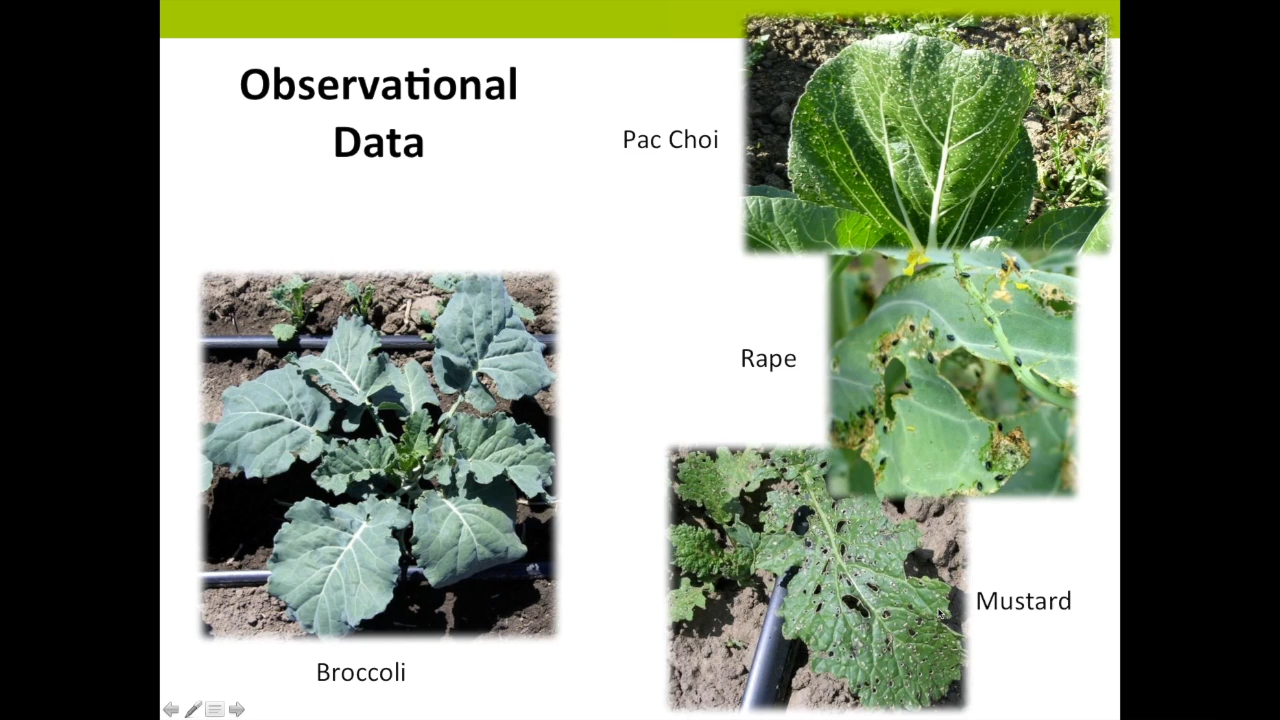 Observational
Data
Pac Choi
Rape
Mustard
Broccoli